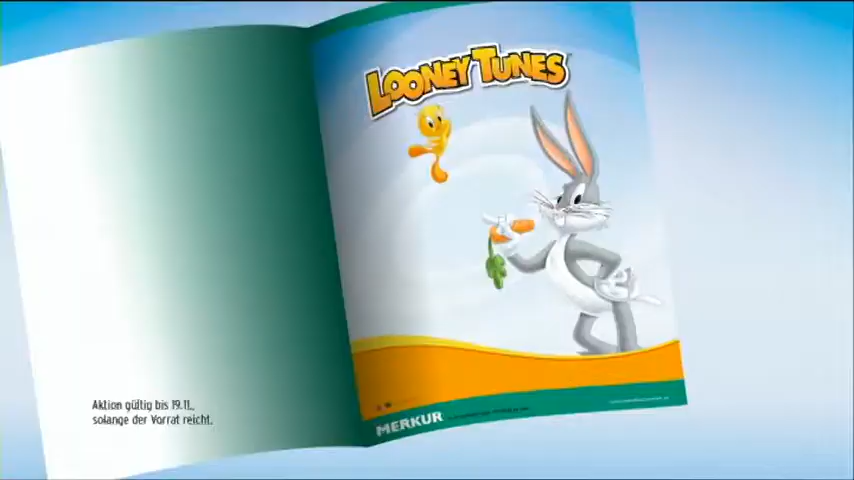 LOONEY TUNES
Aktion gültig bis 19.11.,
solange der Vorrat reicht.
MERKUR